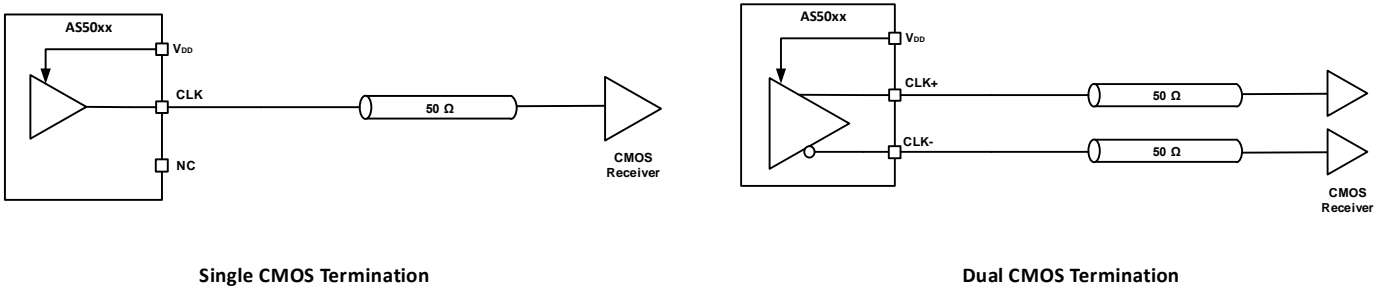 AS50xx
VDD
CLK
50 Ω
NC
CMOS
Receiver
Single CMOS Termination
AS50xx
VDD
CLK+
50 Ω
CLK-
50 Ω
CMOS
Receiver
Dual CMOS Termination